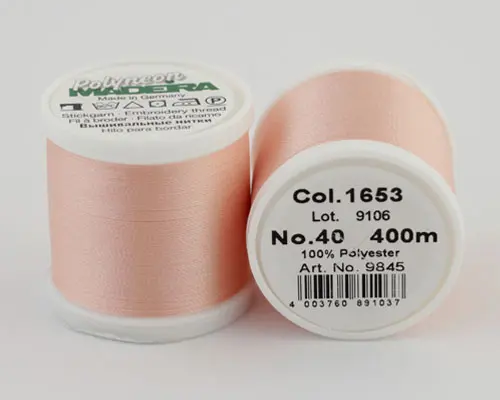 Polyneon
MADEIRA
Made in Germany
Stickgarn - Embroidery thread
Fil à broder - Filato da ricamo
Вышивальные нитки
Hilo para bordar
Col.1653
Lot. 9106
No.40 400m
100% Polyester
Art. No. 9845
4 003760 891037